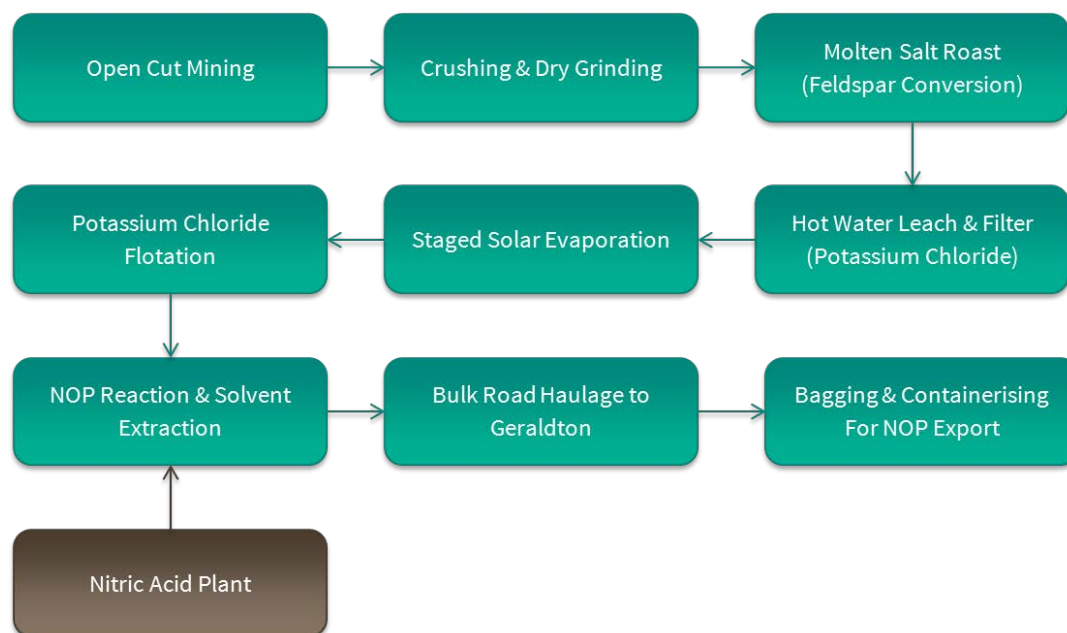 Open Cut Mining
Crushing & Dry Grinding
Molten Salt Roast
(Feldspar Conversion)
Potassium Chloride
Flotation
Staged Solar Evaporation
Hot Water Leach & Filter
(Potassium Chloride)
NOP Reaction & Solvent
Extraction
Bulk Road Haulage to
Geraldton
Bagging & Containerising
For NOP Export
Nitric Acid Plant